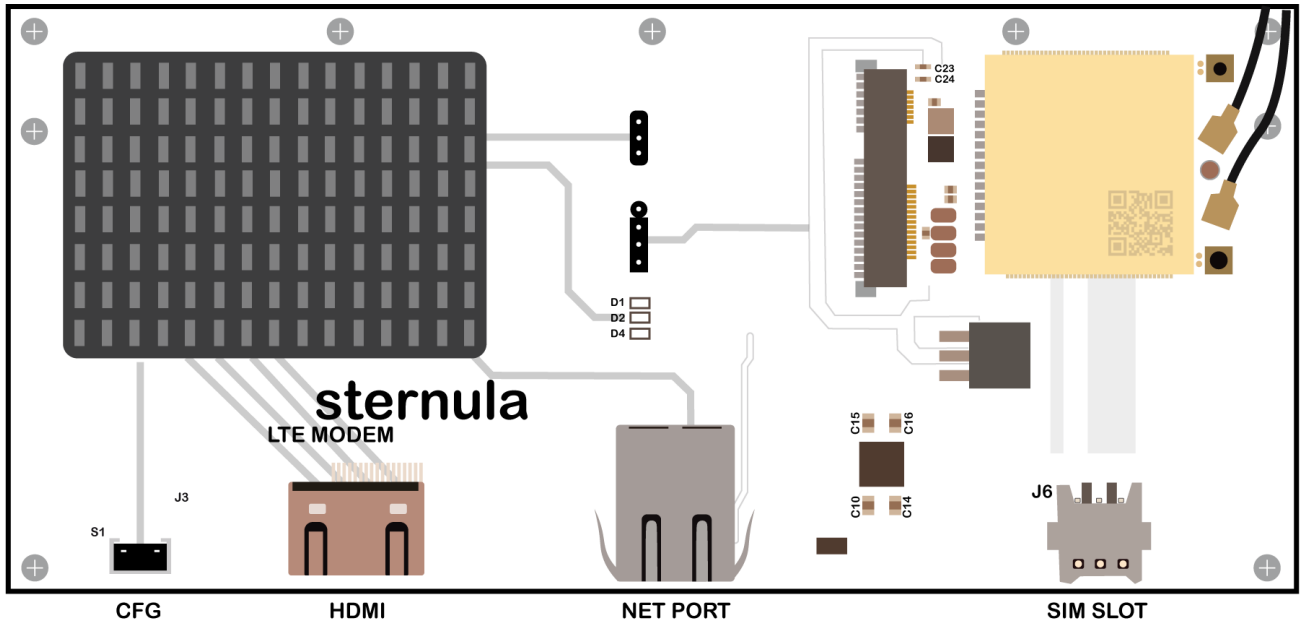 C23
C24
D1
D2
D4
sternula
LTE MODEM
C15
C16
J3
S1
C10
C14
J6
CFG
HDMI
NET PORT
SIM SLOT